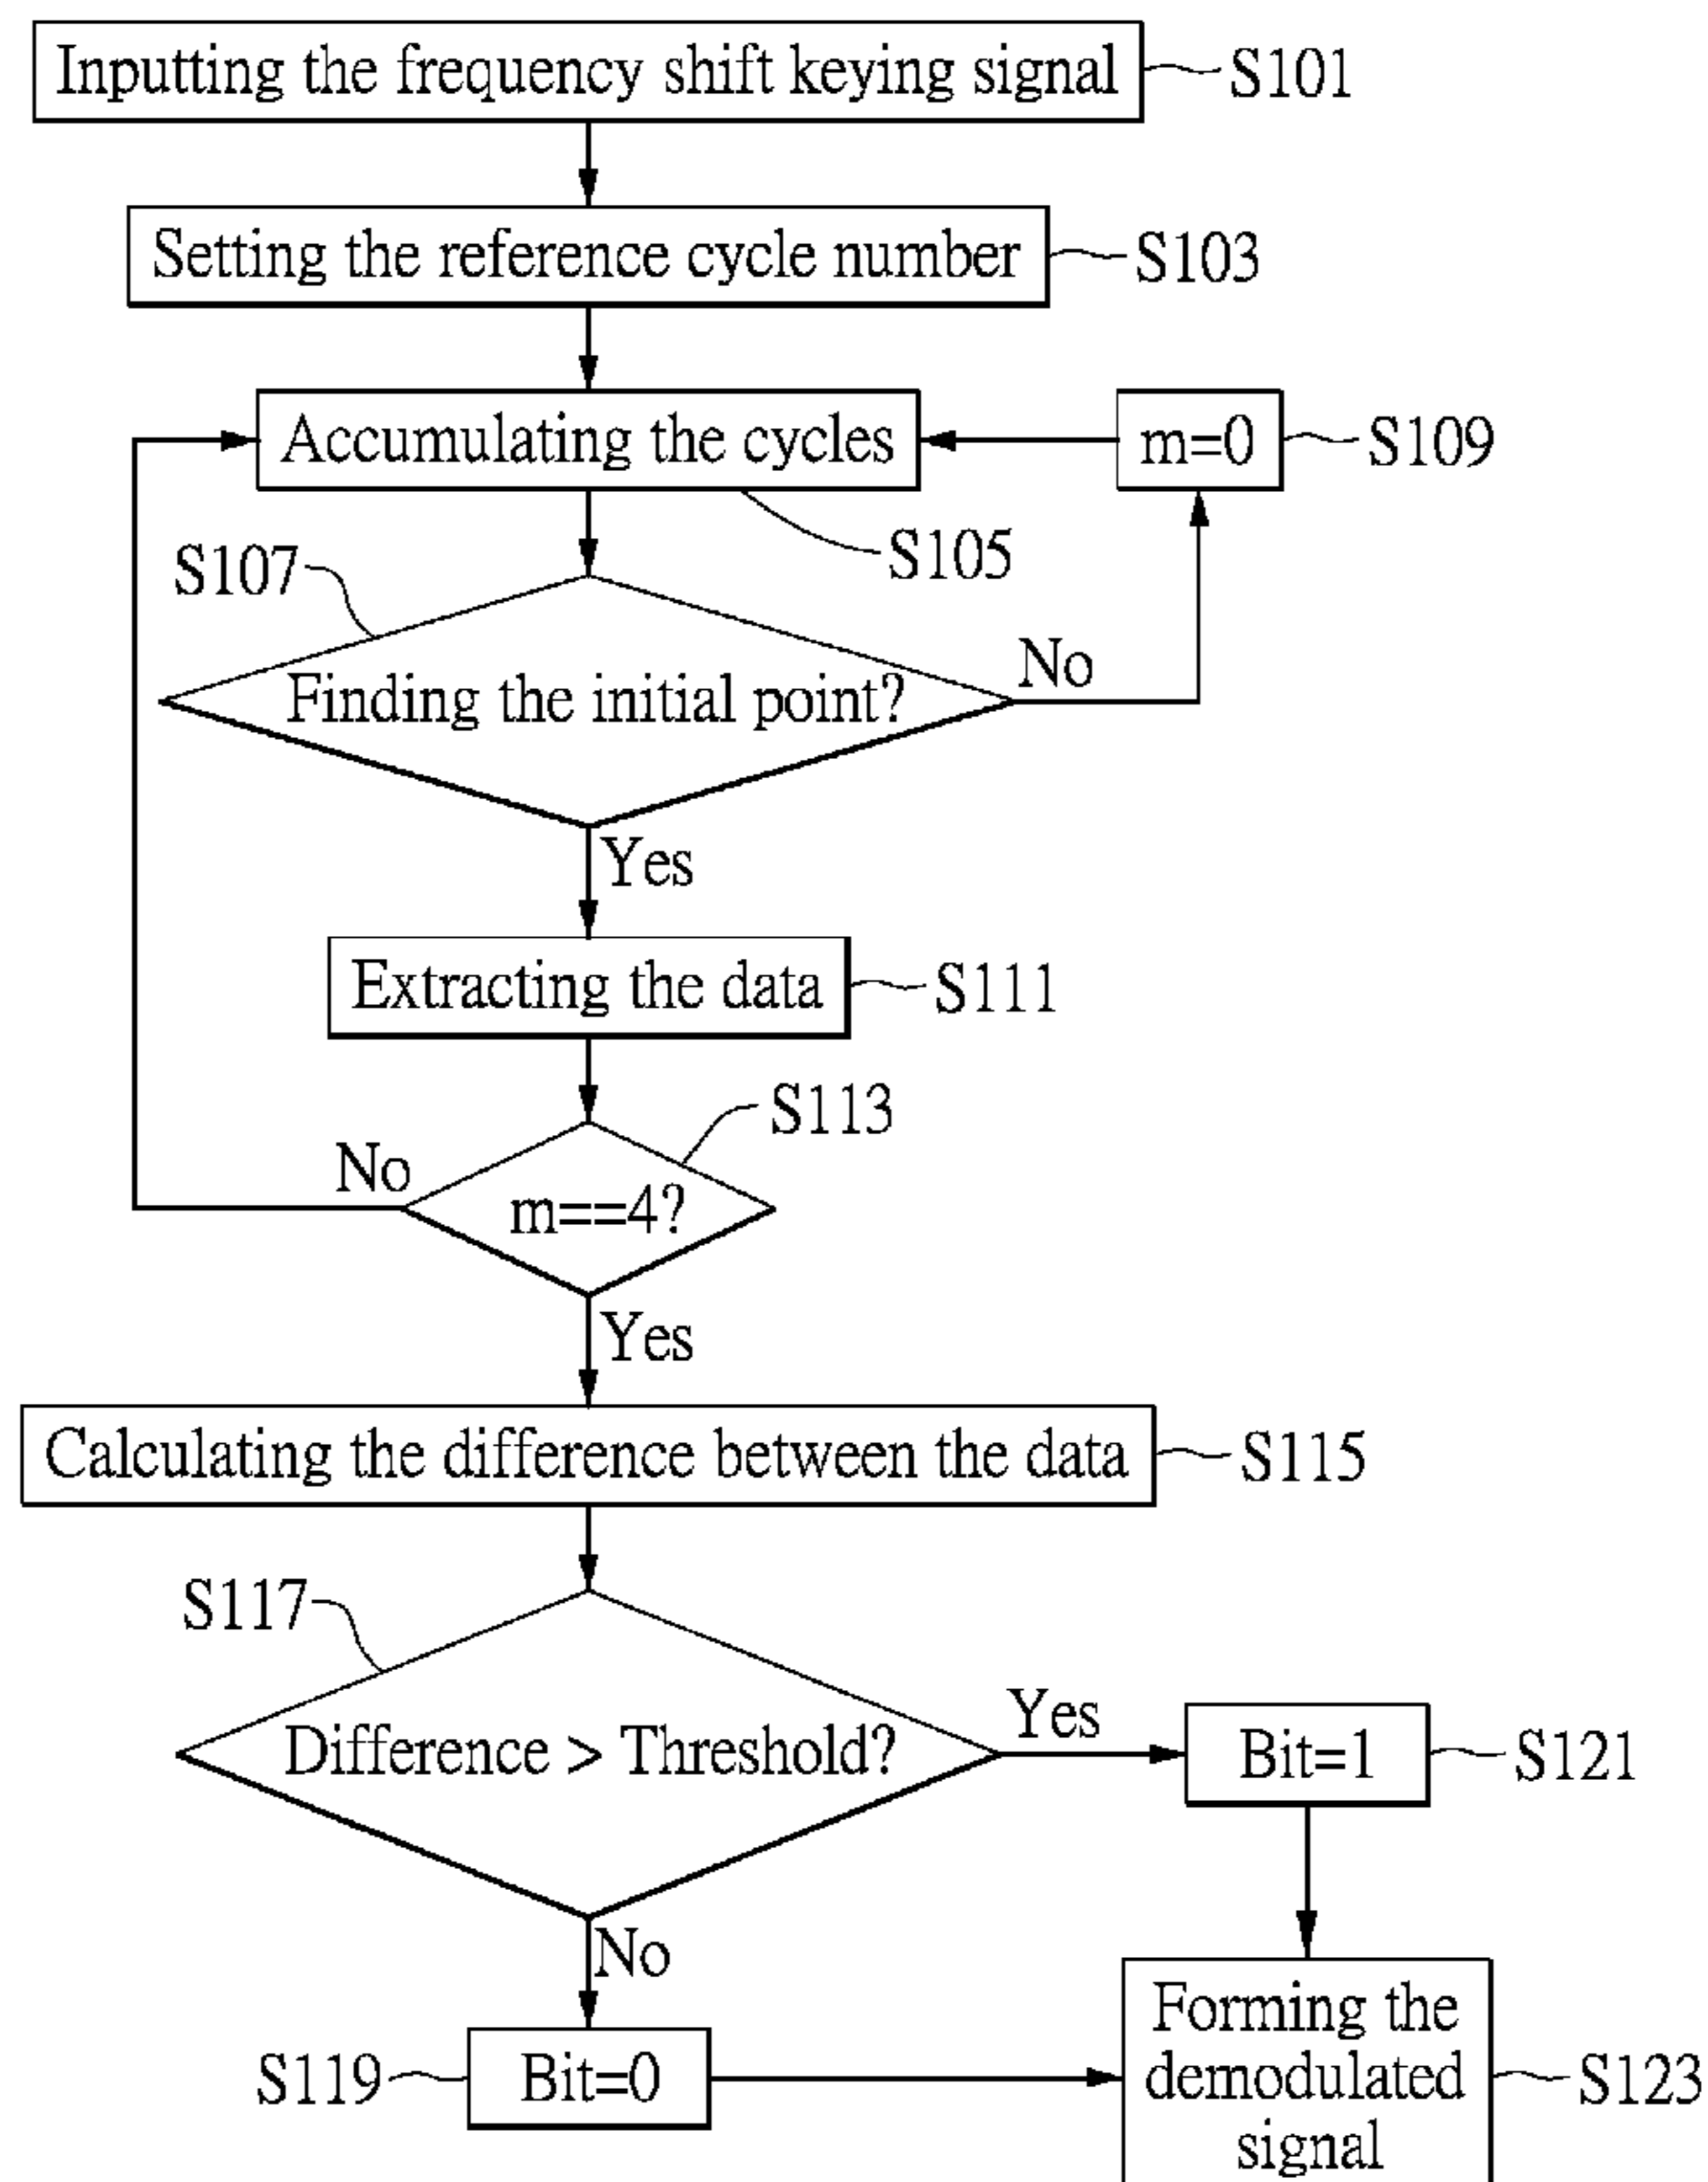 Inputting the frequency shift keying signal
S101
Setting the reference cycle number
S103
Accumulating the cycles
m=0
S109
S105
S107
No
Finding the initial point?
Yes
Extracting the data
S111
S113
No
m==4?
Yes
Calculating the difference between the data
S115
S117
Yes
Difference > Threshold?
Bit=1
S121
No
S119
Bit=0
Forming the
demodulated
signal
S123